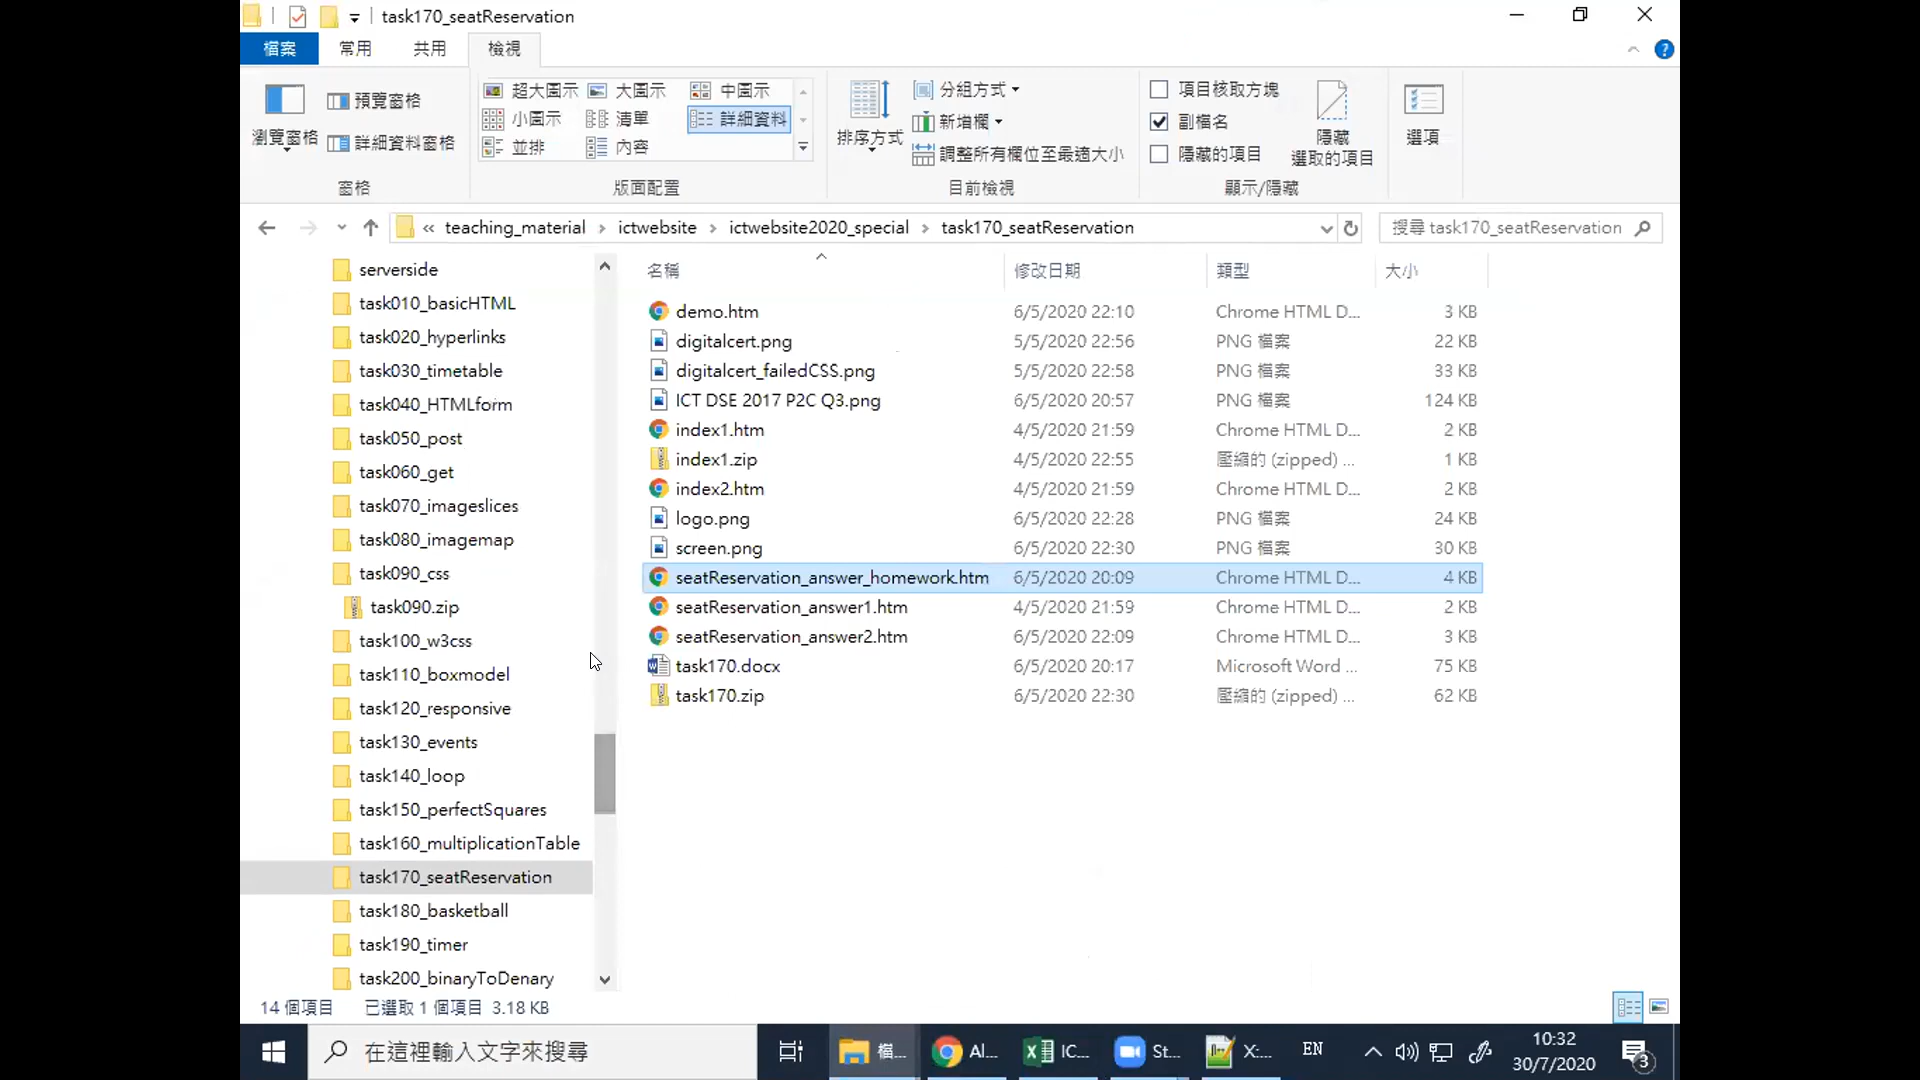 task170_seatReservation
檔案 常用 共用 檢視
瀏覽窗格 預覽窗格 詳細資料窗格
窗格
超大圖示 大圖示 中圖示
小圖示 清單 詳細資料
並排 內容
版面配置
排序方式 分組方式
新增欄
調整所有欄位至最適大小
目前檢視
項目核取方塊
副檔名
隱藏的項目
隱藏
選取的項目
顯示/隱藏
選項
« teaching_material › ictwebsite › ictwebsite2020_special › task170_seatReservation
搜尋 task170_seatReservation
serverside
task010_basicHTML
task020_hyperlinks
task030_timetable
task040_HTMLform
task050_post
task060_get
task070_imageslices
task080_imagemap
task090_css
task090.zip
task100_w3css
task110_boxmodel
task120_responsive
task130_events
task140_loop
task150_perfectSquares
task160_multiplicationTable
task170_seatReservation
task180_basketball
task190_timer
task200_binaryToDenary
名稱 修改日期 類型 大小
demo.htm 6/5/2020 22:10 Chrome HTML D... 3 KB
digitalcert.png 5/5/2020 22:56 PNG 檔案 22 KB
digitalcert_failedCSS.png 5/5/2020 22:58 PNG 檔案 33 KB
ICT DSE 2017 P2C Q3.png 6/5/2020 20:57 PNG 檔案 124 KB
index1.htm 4/5/2020 21:59 Chrome HTML D... 2 KB
index1.zip 4/5/2020 22:55 壓縮的 (zipped) ... 1 KB
index2.htm 4/5/2020 21:59 Chrome HTML D... 2 KB
logo.png 6/5/2020 22:28 PNG 檔案 24 KB
screen.png 6/5/2020 22:30 PNG 檔案 30 KB
seatReservation_answer_homework.htm 6/5/2020 20:09 Chrome HTML D... 4 KB
seatReservation_answer1.htm 4/5/2020 21:59 Chrome HTML D... 2 KB
seatReservation_answer2.htm 6/5/2020 22:09 Chrome HTML D... 3 KB
task170.docx 6/5/2020 20:17 Microsoft Word ... 75 KB
task170.zip 6/5/2020 22:30 壓縮的 (zipped) ... 62 KB
14 個項目 已選取 1 個項目 3.18 KB
在這裡輸入文字來搜尋
檔... Al... IC... St... X:... EN
10:32
30/7/2020
3